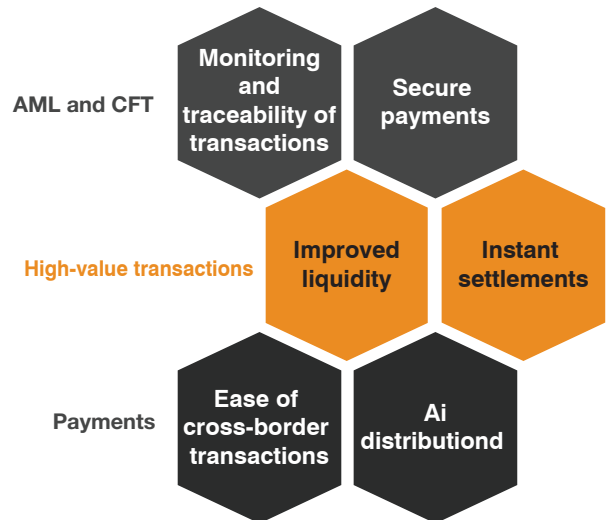 AML and CFT
Monitoring
and
traceability of
transactions
Secure
payments
High-value transactions
Improved
liquidity
Instant
settlements
Payments
Ease of
cross-border
transactions
Ai
distributiond